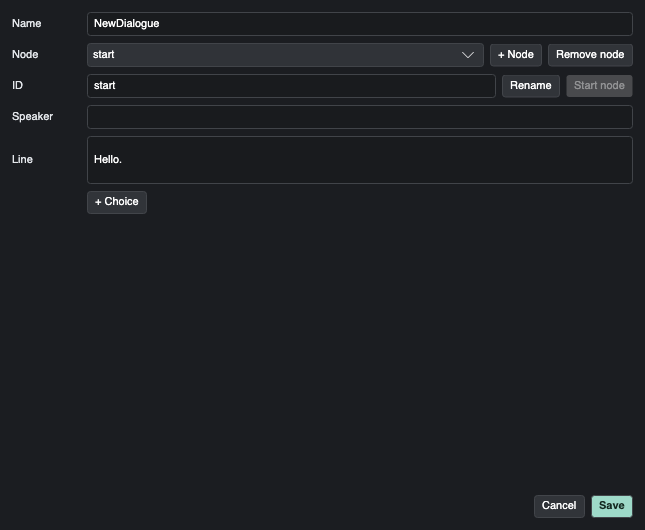 Name NewDialogue
Node start + Node Remove node
ID start Rename Start node
Speaker
Line Hello.
+ Choice
Cancel Save